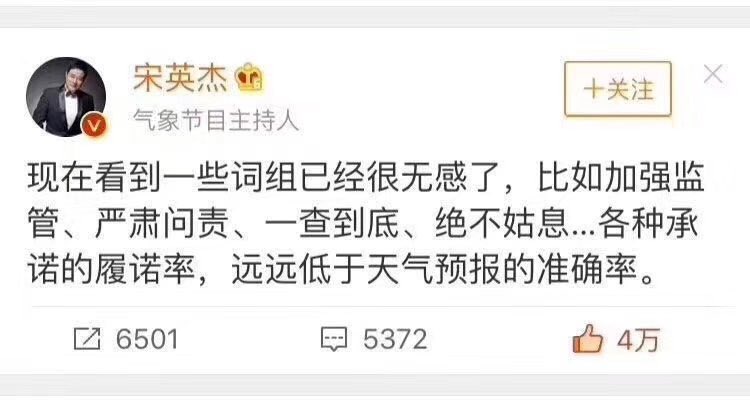 宋英杰
气象节目主持人
十关注
现在看到一些词组已经很无感了，比如加强监
管、严肃问责、一查到底、绝不姑息...各种承
诺的履诺率，远远低于天气预报的准确率。
6501
5372
4万